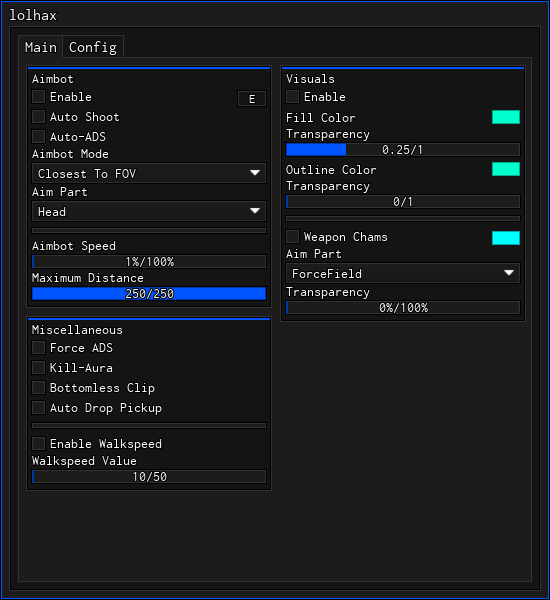 lolhax
Main Config
Aimbot
Enable E
Auto Shoot
Auto-ADS
Aimbot Mode
Closest To FOV
Aim Part
Head
Aimbot Speed
1%/100%
Maximum Distance
250/250
Miscellaneous
Force ADS
Kill-Aura
Bottomless Clip
Auto Drop Pickup
Enable Walkspeed
Walkspeed Value
10/50
Visuals
Enable
Fill Color
Transparency
0.25/1
Outline Color
Transparency
0/1
Weapon Chams
Aim Part
ForceField
Transparency
0%/100%